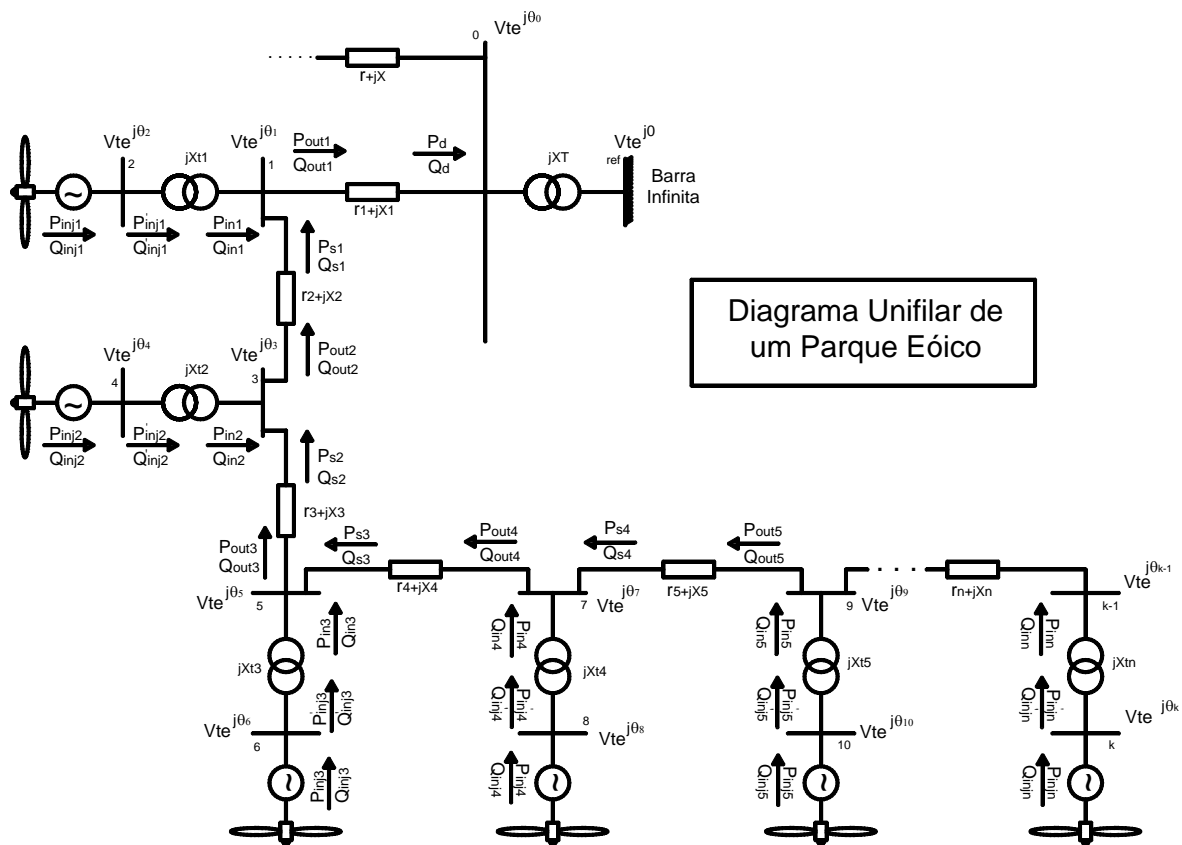 Vte^jθ0
0
. . . . .
r+jX
Vte^jθ2
2
jXt1
Vte^jθ1
1
Pout1
Qout1
Pd
Qd
jXT
Vte^j0
ref
Barra
Infinita
r1+jX1
Pinj1
Qinj1
P'inj1
Q'inj1
Pin1
Qin1
Ps1
Qs1
r2+jX2
Diagrama Unifilar de
um Parque Eóico
Vte^jθ4
4
jXt2
Vte^jθ3
3
Pout2
Qout2
Pinj2
Qinj2
P'inj2
Q'inj2
Pin2
Qin2
Ps2
Qs2
r3+jX3
Pout3
Qout3
Ps3
Qs3
Pout4
Qout4
Ps4
Qs4
Pout5
Qout5
r4+jX4
r5+jX5
. . .
rn+jXn
Vte^jθ5
5
7
Vte^jθ7
9
Vte^jθ9
k-1
Vte^jθk-1
Pin3
Qin3
Pin4
Qin4
Pin5
Qin5
Pinn
Qinn
jXt3
jXt4
jXt5
jXtn
P'inj3
Q'inj3
P'inj4
Q'inj4
P'inj5
Q'inj5
P'injn
Q'injn
Vte^jθ6
6
8
Vte^jθ8
10
Vte^jθ10
k
Vte^jθk
Pinj3
Qinj3
Pinj4
Qinj4
Pinj5
Qinj5
Pinjn
Qinjn